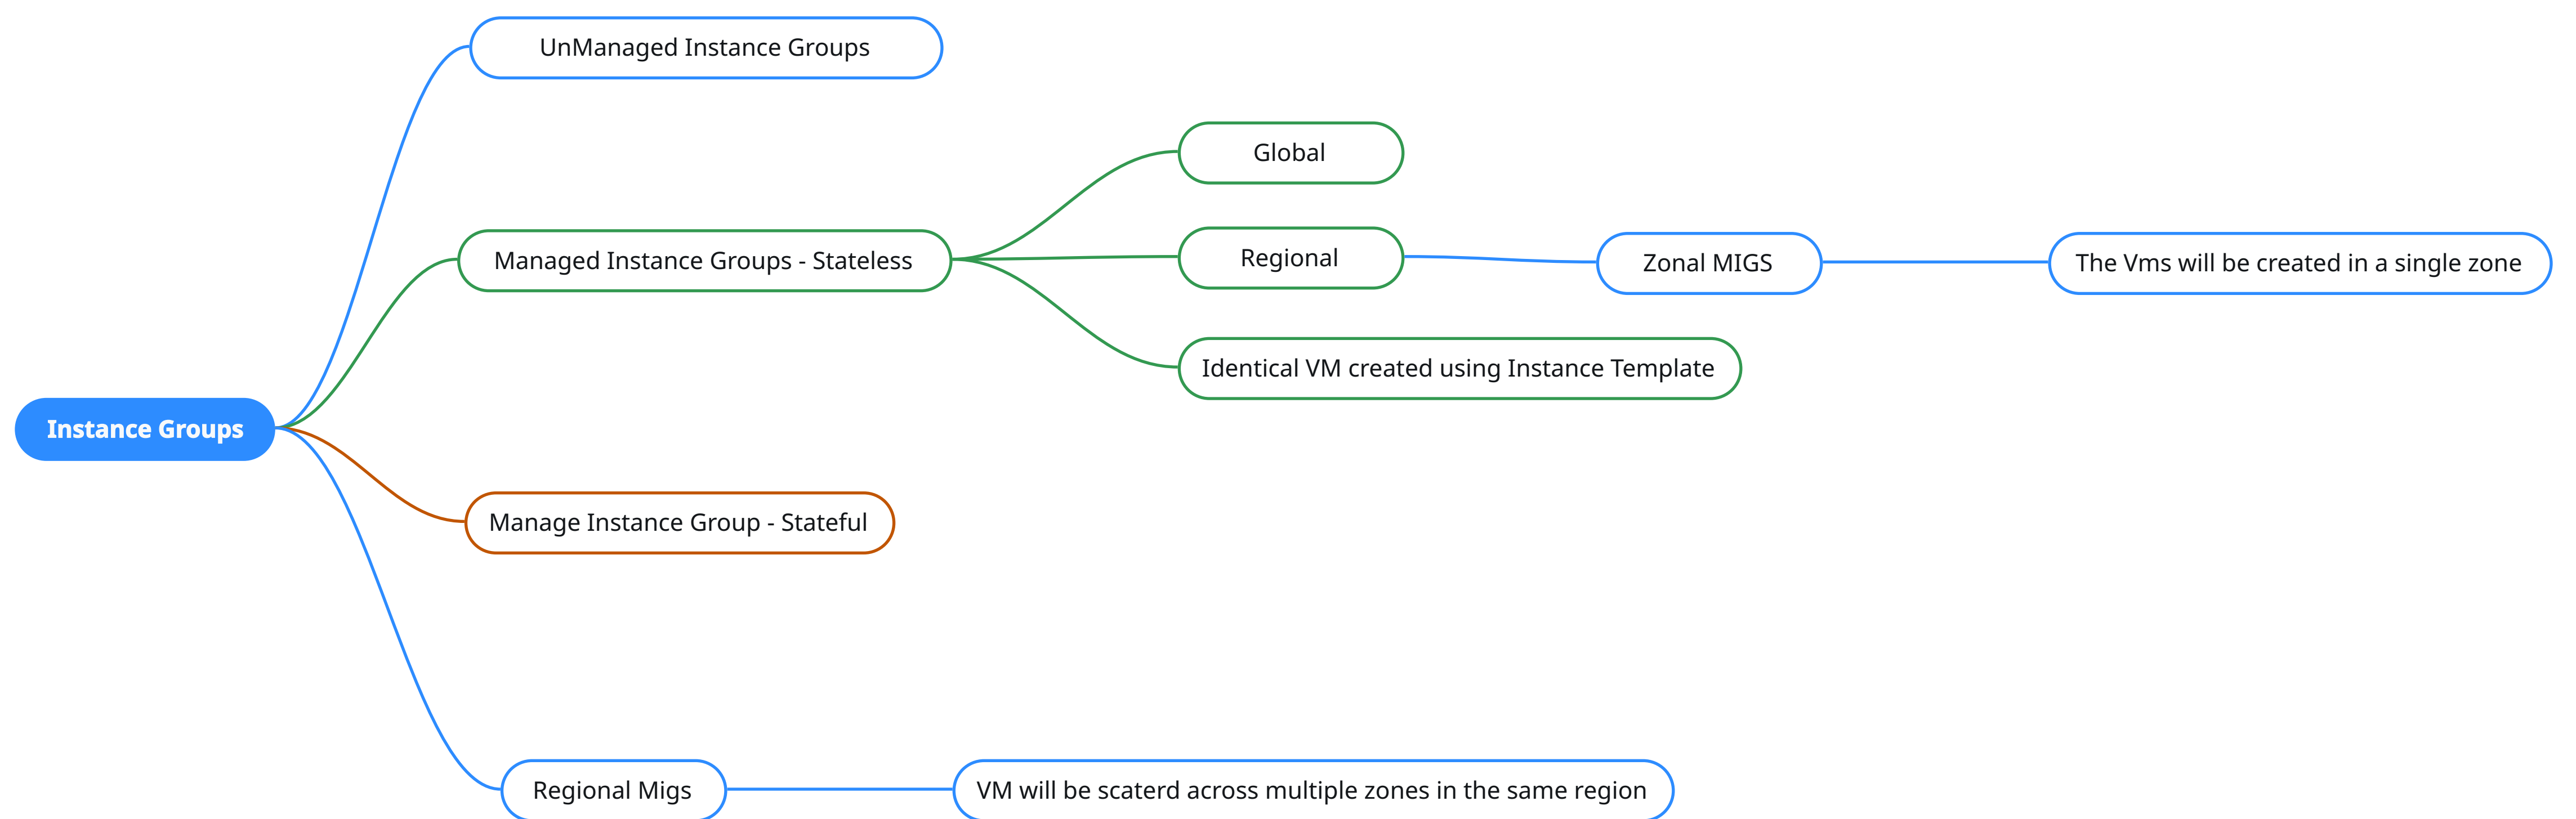 UnManaged Instance Groups
Global
Managed Instance Groups - Stateless
Regional
Zonal MIGS
The Vms will be created in a single zone
Identical VM created using Instance Template
Instance Groups
Manage Instance Group - Stateful
Regional Migs
VM will be scaterd across multiple zones in the same region